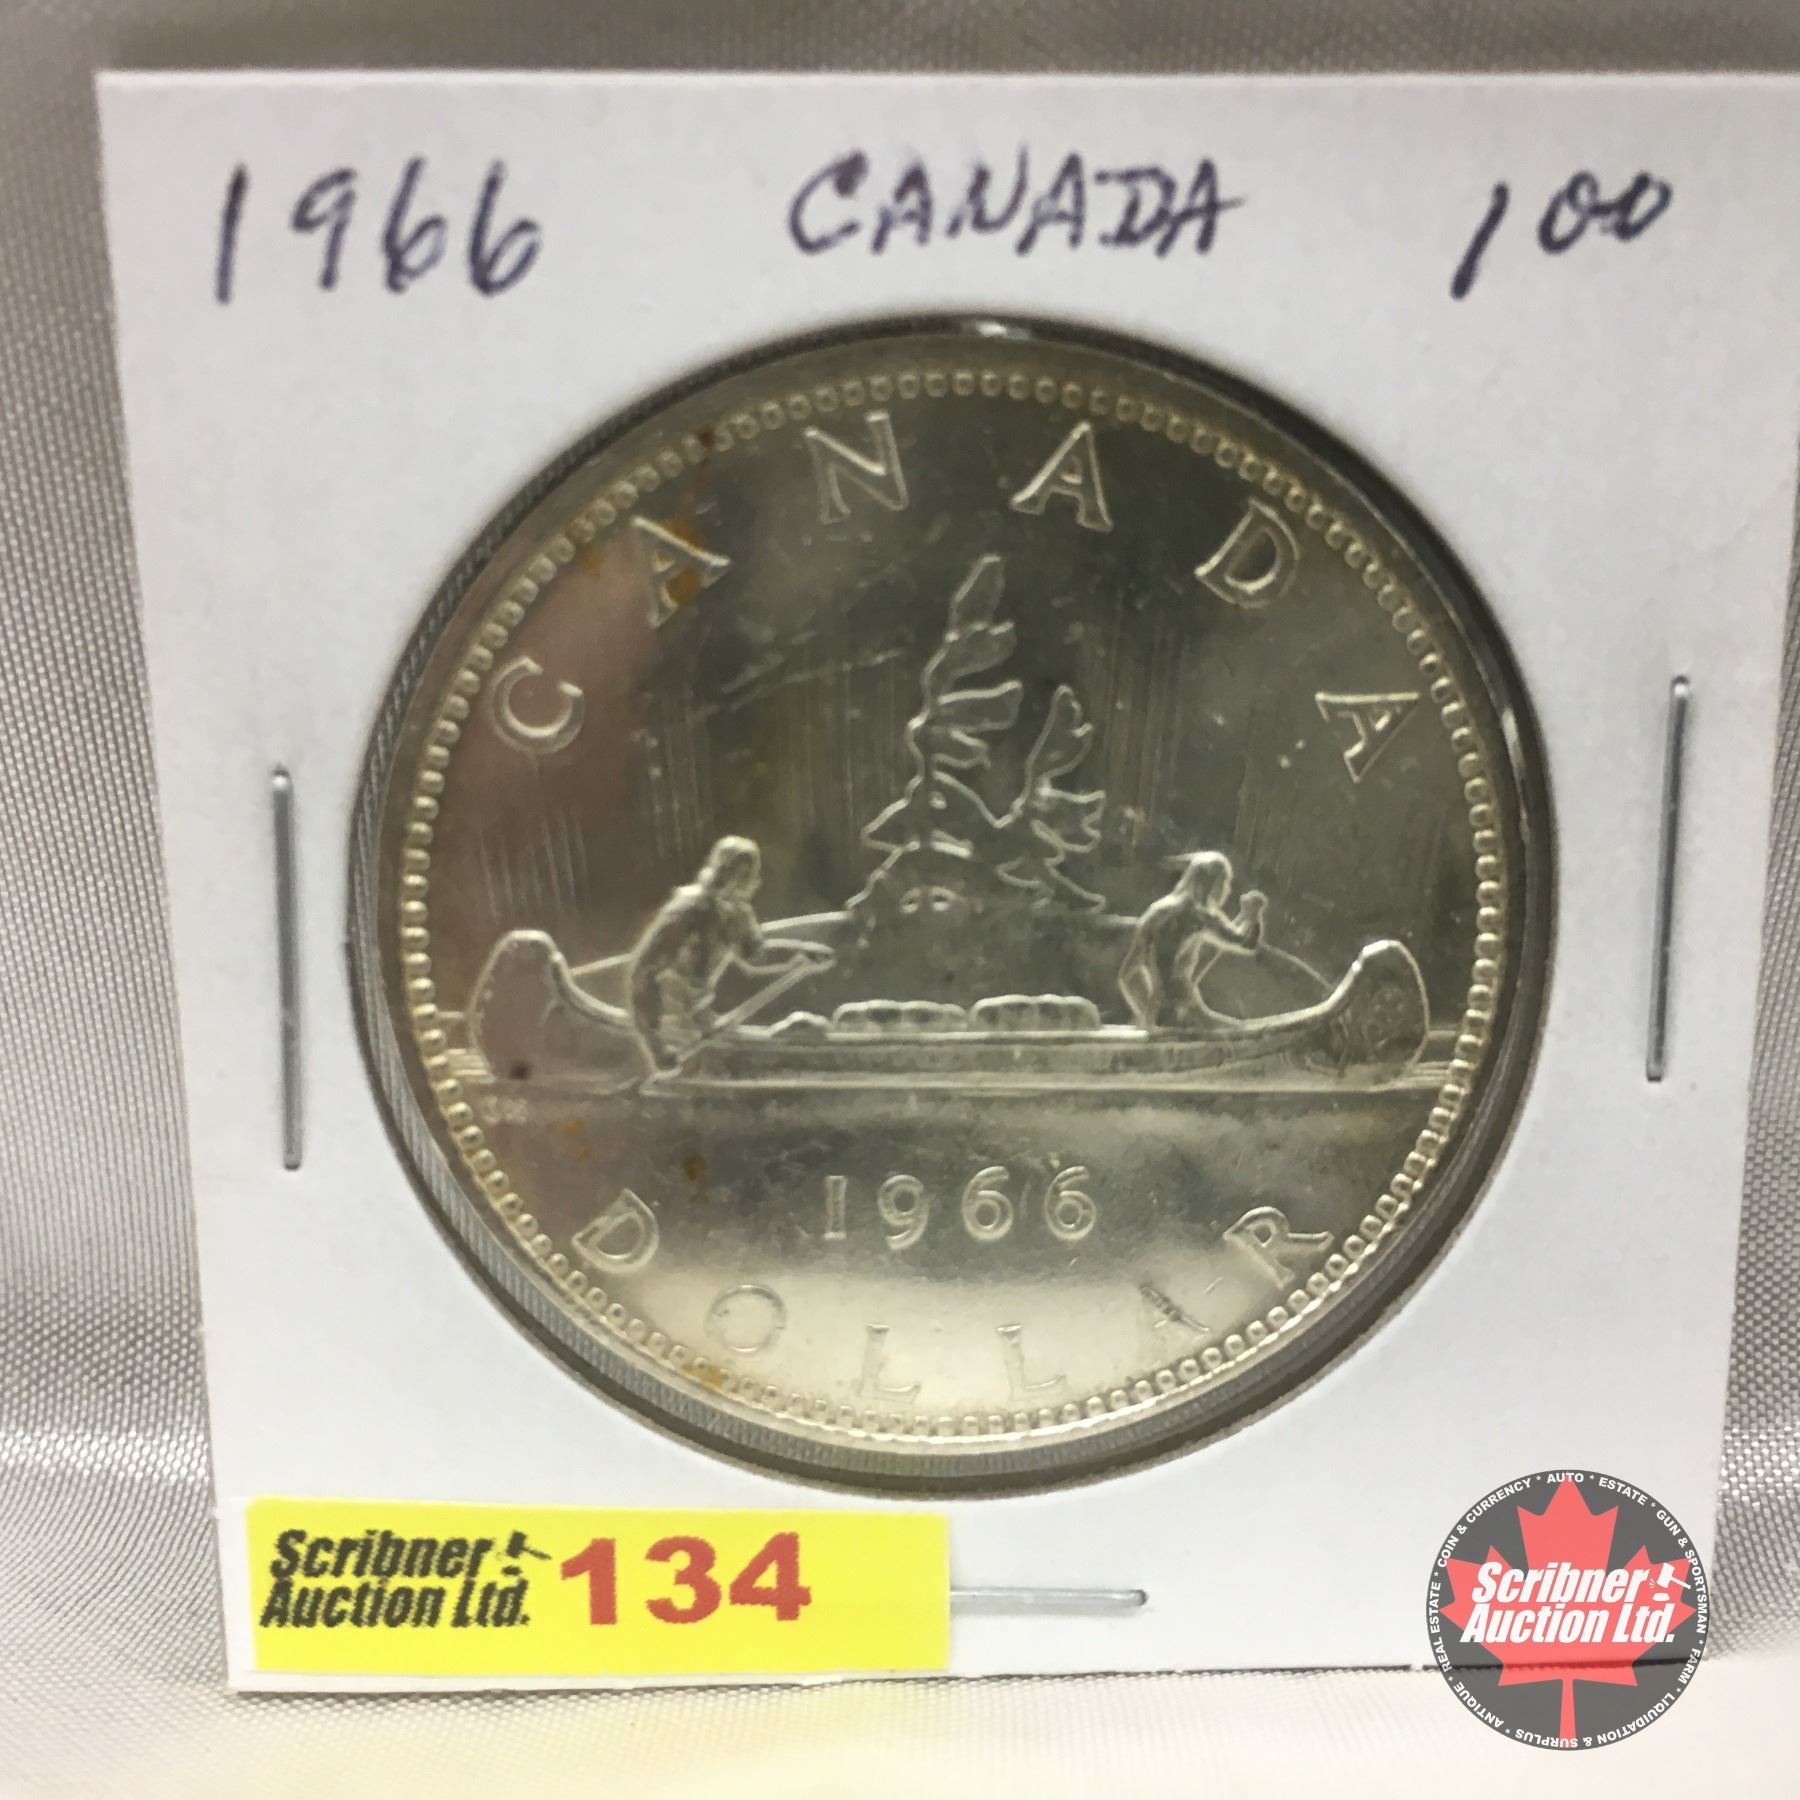 1966 CANADA 1 00
CANADA
1966
DOLLAR
Scribner
Auction Ltd.
134
COIN & CURRENCY * AUTO * ESTATE * GUN & SPORTSMAN * FARM * LIQUIDATION & SURPLUS * ANTIQUE * REAL ESTATE *
Scribner
Auction Ltd.